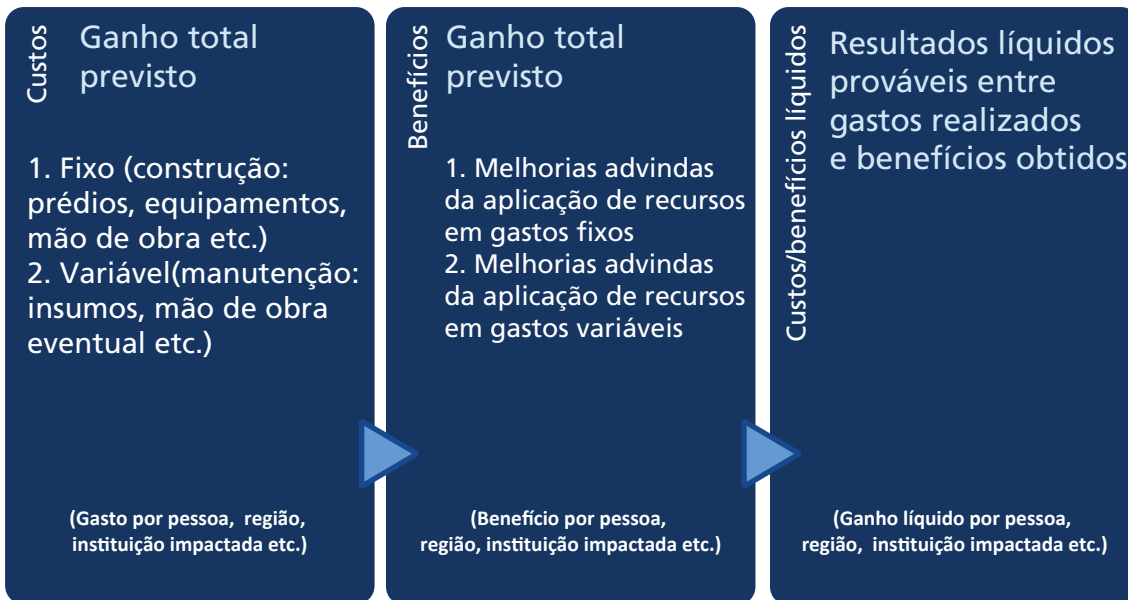 Custos
Ganho total
previsto
1. Fixo (construção:
prédios, equipamentos,
mão de obra etc.)
2. Variável(manutenção:
insumos, mão de obra
eventual etc.)
(Gasto por pessoa, região,
instituição impactada etc.)
Benefícios
Ganho total
previsto
1. Melhorias advindas
da aplicação de recursos
em gastos fixos
2. Melhorias advindas
da aplicação de recursos
em gastos variáveis
(Benefício por pessoa,
região, instituição impactada etc.)
Custos/benefícios líquidos
Resultados líquidos
prováveis entre
gastos realizados
e benefícios obtidos
(Ganho líquido por pessoa,
região, instituição impactada etc.)